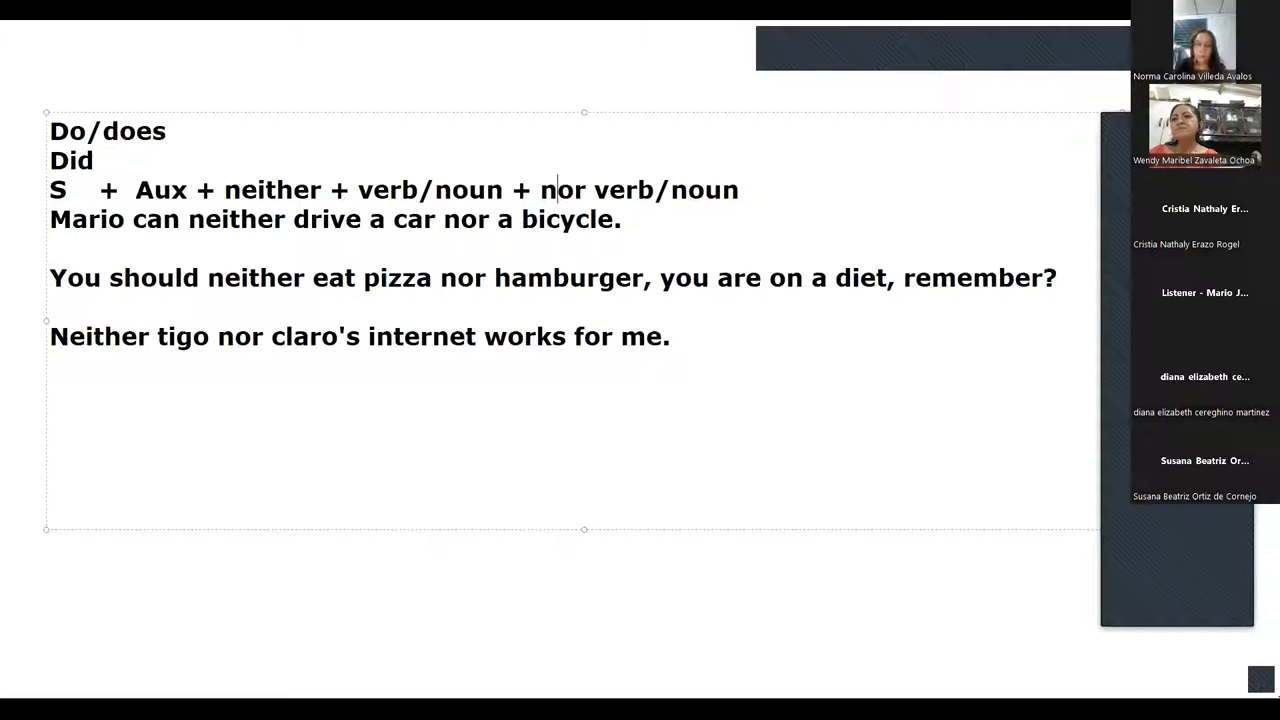 Do/does
Did
S + Aux + neither + verb/noun + nor verb/noun
Mario can neither drive a car nor a bicycle.
You should neither eat pizza nor hamburger, you are on a diet, remember?
Neither tigo nor claro's internet works for me.
Norma Carolina Villeda Avalos
Wendy Maribel Zavaleta Ochoa
Cristia Nathaly Er...
Cristia Nathaly Erazo Rogel
Listener - Mario J...
diana elizabeth ce...
diana elizabeth cereghino martinez
Susana Beatriz Or...
Susana Beatriz Ortiz de Cornejo